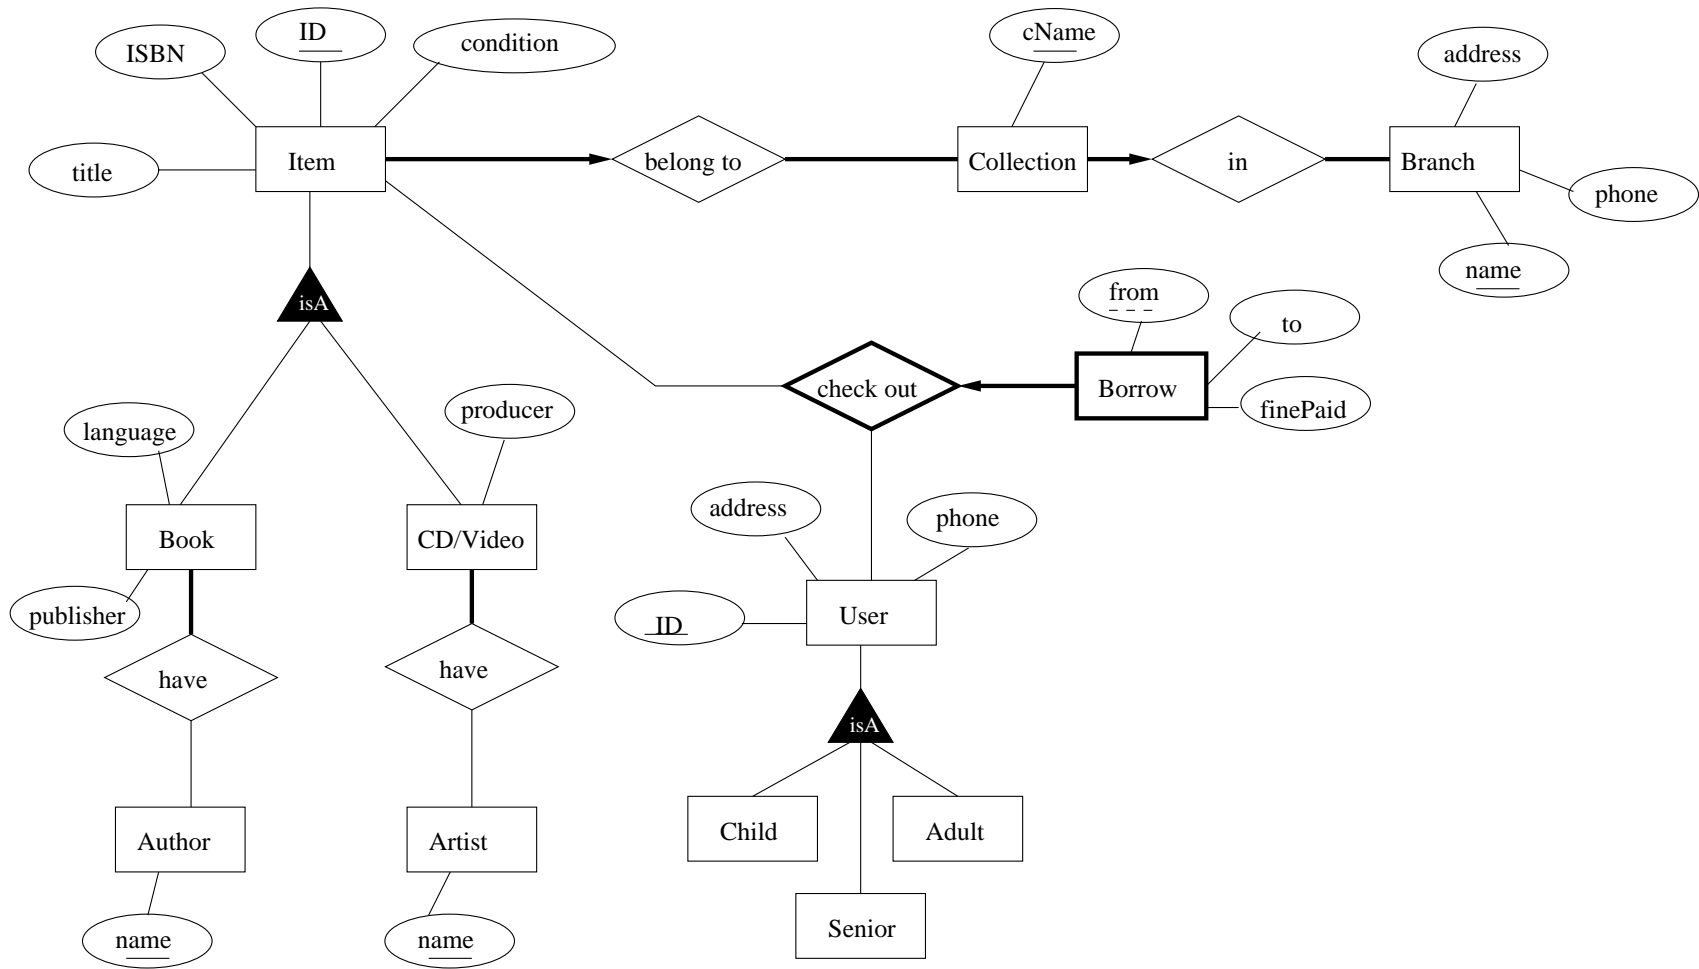 ISBN
ID
condition
title
Item
belong to
cName
Collection
in
address
Branch
phone
name
isA
from
to
finePaid
Borrow
check out
language
producer
Book
CD/Video
publisher
address
phone
ID
User
have
have
isA
Author
Artist
Child
Adult
Senior
name
name